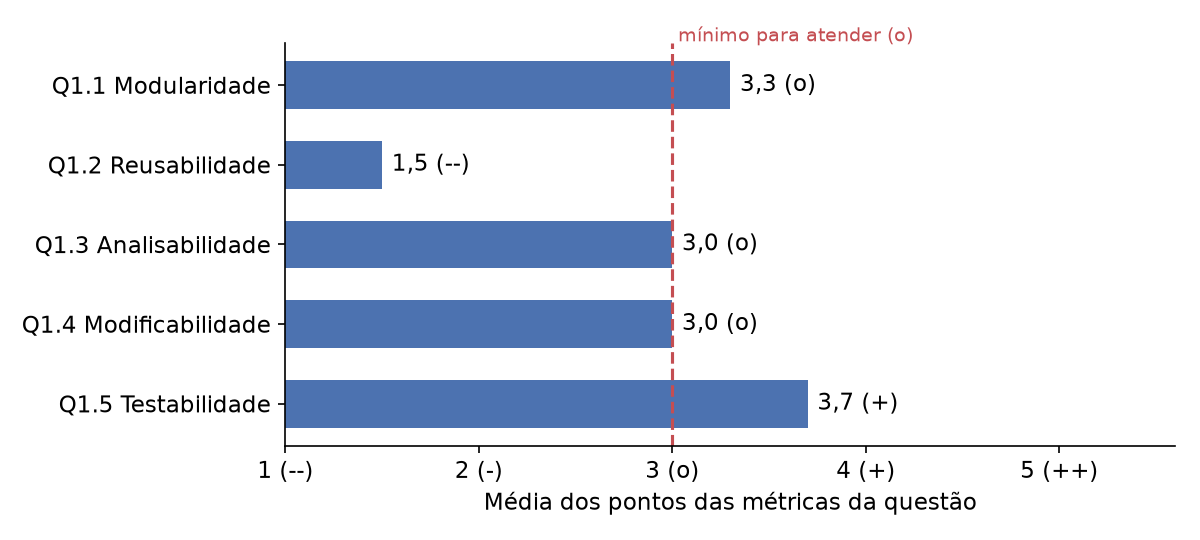 mínimo para atender (o)
Q1.1 Modularidade 3,3 (o)
Q1.2 Reusabilidade 1,5 (--)
Q1.3 Analisabilidade 3,0 (o)
Q1.4 Modificabilidade 3,0 (o)
Q1.5 Testabilidade 3,7 (+)
1 (--) 2 (-) 3 (o) 4 (+) 5 (++)
Média dos pontos das métricas da questão